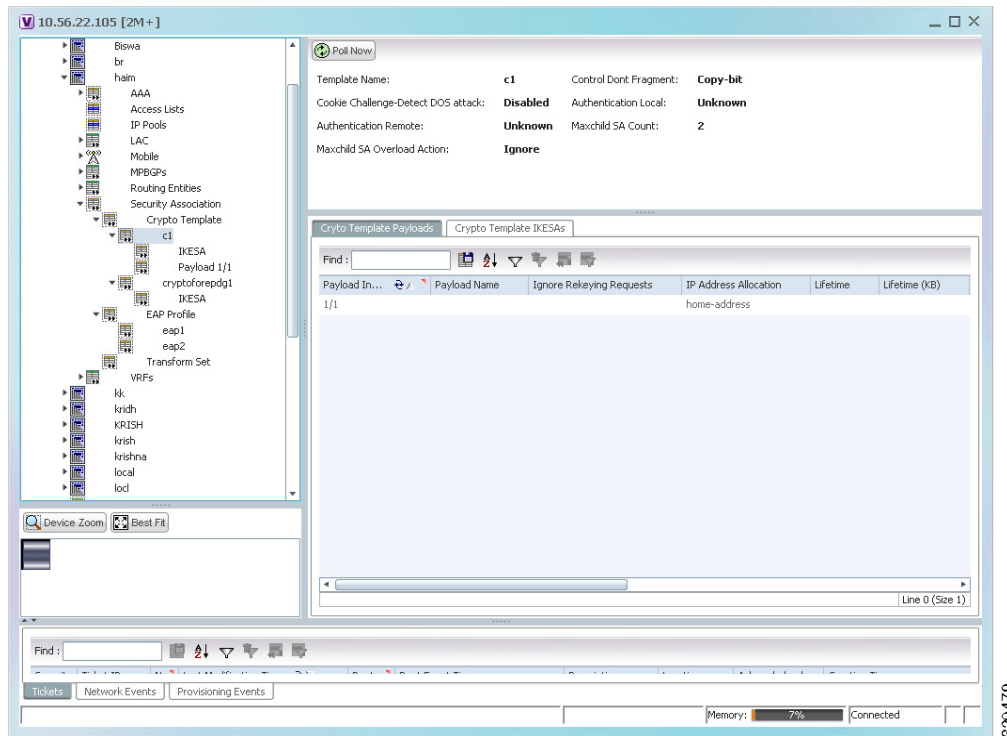 10.56.22.105 [2M+]
Biswa
br
haim
AAA
Access Lists
IP Pools
LAC
Mobile
MPBGPs
Routing Entities
Security Association
Crypto Template
c1
IKESA
Payload 1/1
cryptoforepdg1
IKESA
EAP Profile
eap1
eap2
Transform Set
VRFs
kk
kridh
KRISH
krish
krishna
local
locl
Device Zoom Best Fit
Poll Now
Template Name: c1 Control Dont Fragment: Copy-bit
Cookie Challenge-Detect DOS attack: Disabled Authentication Local: Unknown
Authentication Remote: Unknown Maxchild SA Count: 2
Maxchild SA Overload Action: Ignore
Cryto Template Payloads Crypto Template IKESAs
Find :
Payload In... Payload Name Ignore Rekeying Requests IP Address Allocation Lifetime Lifetime (KB)
1/1 home-address
Line 0 (Size 1)
Find :
Tickets Network Events Provisioning Events
Memory: 7% Connected